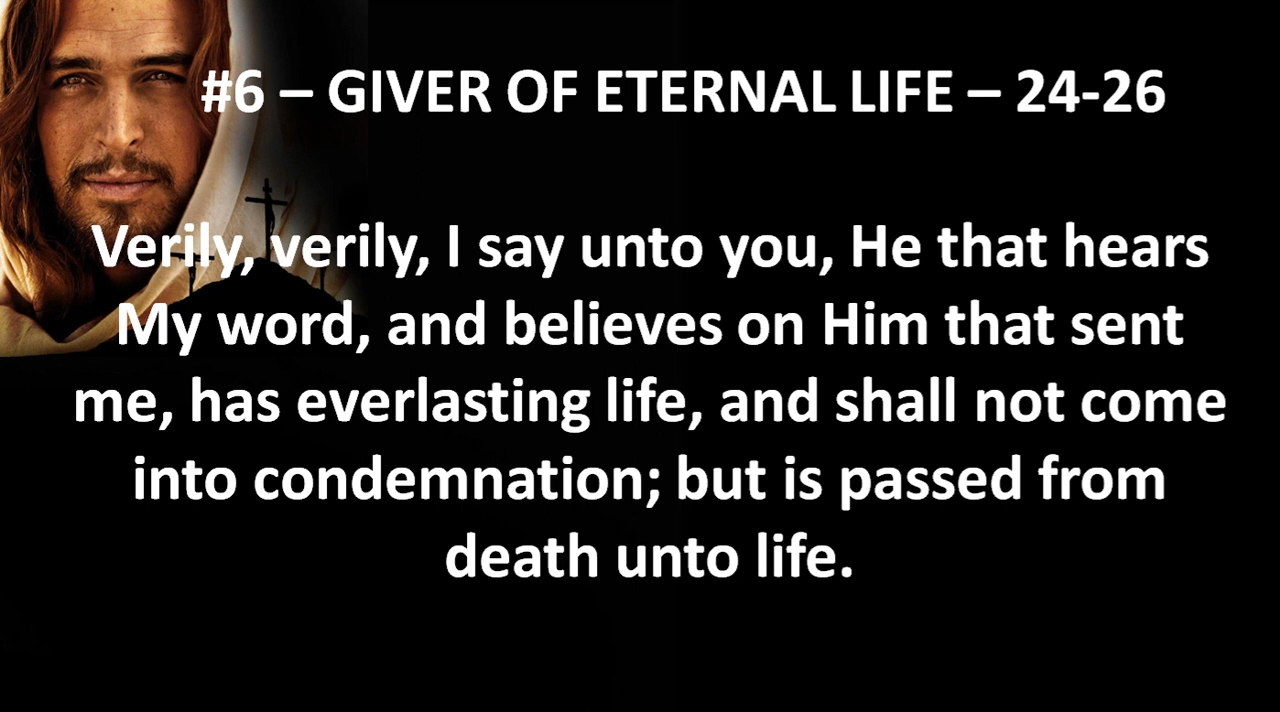 #6 – GIVER OF ETERNAL LIFE – 24-26
Verily, verily, I say unto you, He that hears
My word, and believes on Him that sent
me, has everlasting life, and shall not come
into condemnation; but is passed from
death unto life.